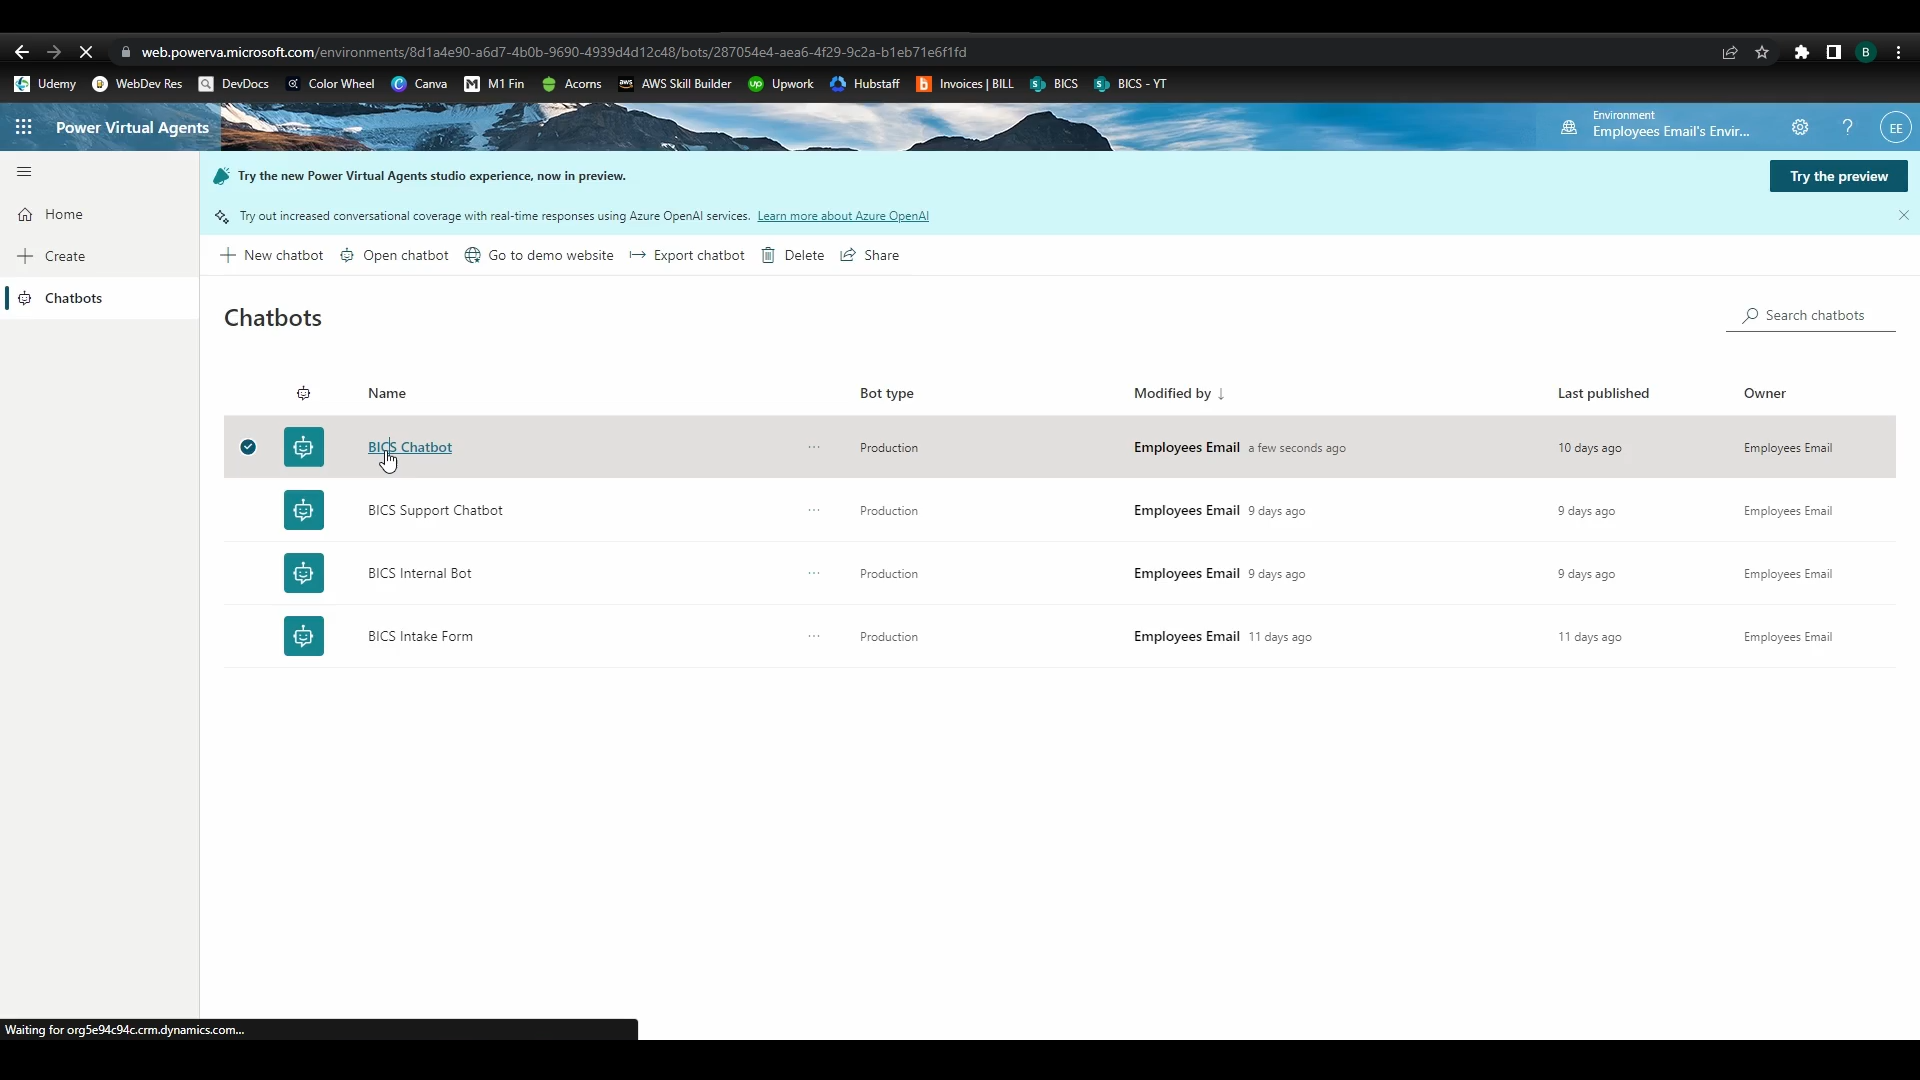 web.powerva.microsoft.com/environments/8d1a4e90-a6d7-4b0b-9690-4939d4d12c48/bots/287054e4-aea6-4f29-9c2a-b1eb71e6f1fd
B
Udemy WebDev Res DevDocs Color Wheel Canva M1 Fin Acorns AWS Skill Builder Upwork Hubstaff Invoices | BILL BICS BICS - YT
Power Virtual Agents
Environment
Employees Email's Envir...
?
EE
Try the new Power Virtual Agents studio experience, now in preview.
Try the preview
Try out increased conversational coverage with real-time responses using Azure OpenAI services. Learn more about Azure OpenAI
Home
Create
Chatbots
New chatbot Open chatbot Go to demo website Export chatbot Delete Share
Chatbots
Search chatbots
Name Bot type Modified by ↓ Last published Owner
BICS Chatbot ... Production Employees Email a few seconds ago 10 days ago Employees Email
BICS Support Chatbot ... Production Employees Email 9 days ago 9 days ago Employees Email
BICS Internal Bot ... Production Employees Email 9 days ago 9 days ago Employees Email
BICS Intake Form ... Production Employees Email 11 days ago 11 days ago Employees Email
Waiting for org5e94c94c.crm.dynamics.com...